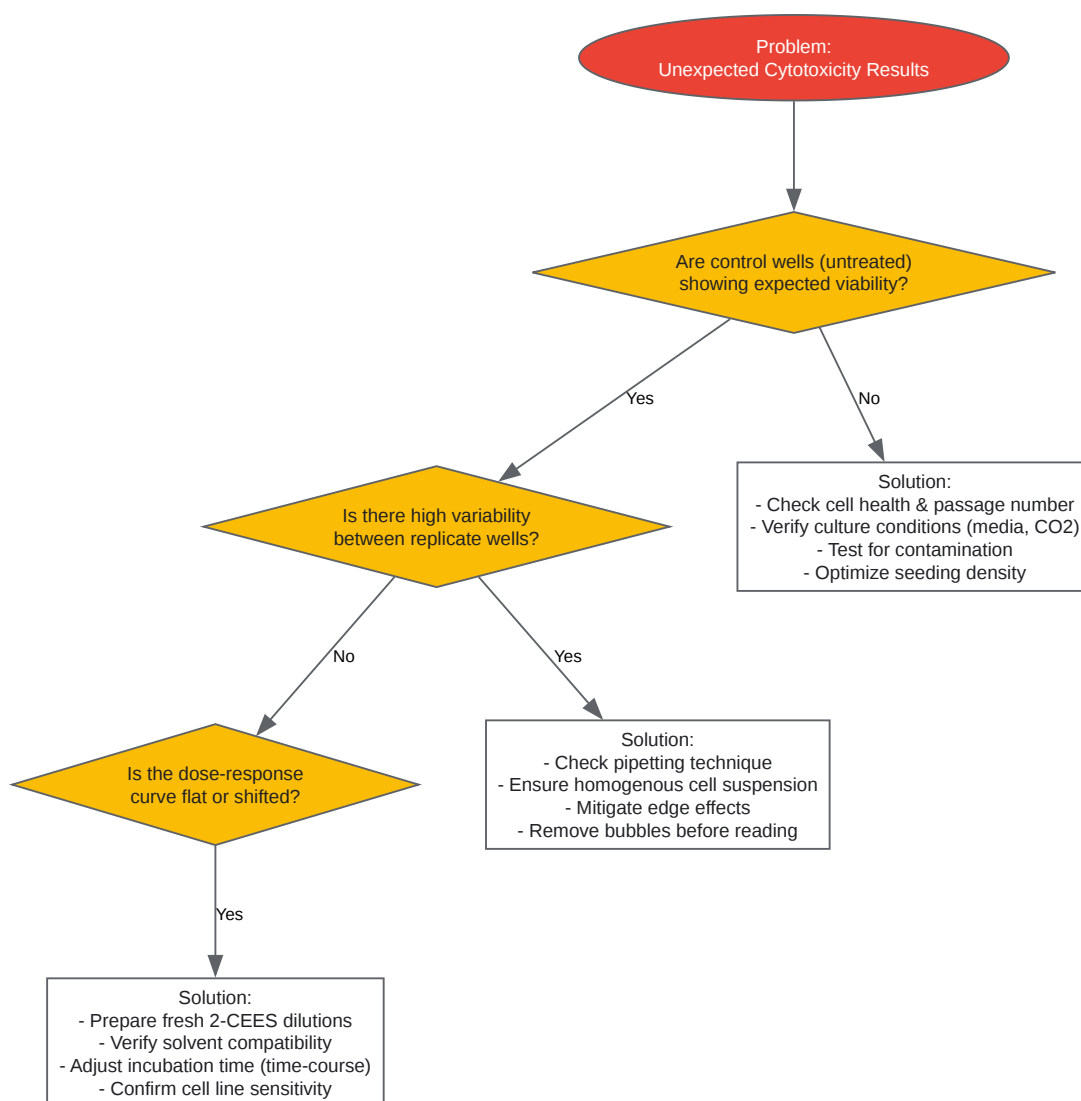 Problem:
Unexpected Cytotoxicity Results
Are control wells (untreated)
showing expected viability?
Yes
No
Solution:
- Check cell health & passage number
- Verify culture conditions (media, CO2)
- Test for contamination
- Optimize seeding density
Is there high variability
between replicate wells?
No
Yes
Solution:
- Check pipetting technique
- Ensure homogenous cell suspension
- Mitigate edge effects
- Remove bubbles before reading
Is the dose-response
curve flat or shifted?
Yes
Solution:
- Prepare fresh 2-CEES dilutions
- Verify solvent compatibility
- Adjust incubation time (time-course)
- Confirm cell line sensitivity